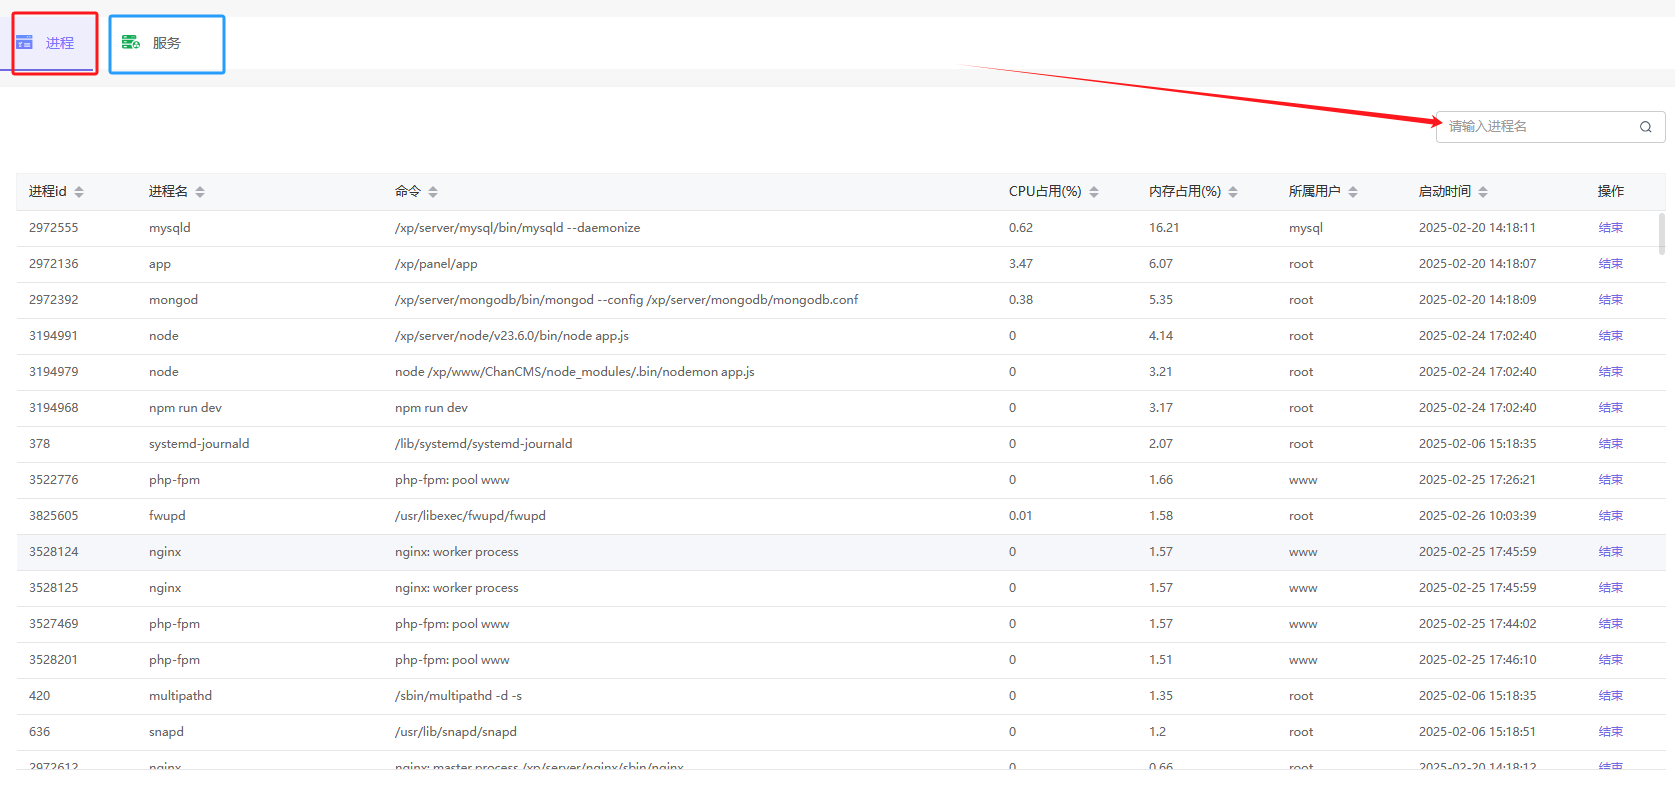 进程 服务
请输入进程名
进程id 进程名 命令 CPU占用(%) 内存占用(%) 所属用户 启动时间 操作
2972555 mysqld /xp/server/mysql/bin/mysqld --daemonize 0.62 16.21 mysql 2025-02-20 14:18:11 结束
2972136 app /xp/panel/app 3.47 6.07 root 2025-02-20 14:18:07 结束
2972392 mongod /xp/server/mongodb/bin/mongod --config /xp/server/mongodb/mongodb.conf 0.38 5.35 root 2025-02-20 14:18:09 结束
3194991 node /xp/server/node/v23.6.0/bin/node app.js 0 4.14 root 2025-02-24 17:02:40 结束
3194979 node node /xp/www/ChanCMS/node_modules/.bin/nodemon app.js 0 3.21 root 2025-02-24 17:02:40 结束
3194968 npm run dev npm run dev 0 3.17 root 2025-02-24 17:02:40 结束
378 systemd-journald /lib/systemd/systemd-journald 0 2.07 root 2025-02-06 15:18:35 结束
3522776 php-fpm php-fpm: pool www 0 1.66 www 2025-02-25 17:26:21 结束
3825605 fwupd /usr/libexec/fwupd/fwupd 0.01 1.58 root 2025-02-26 10:03:39 结束
3528124 nginx nginx: worker process 0 1.57 www 2025-02-25 17:45:59 结束
3528125 nginx nginx: worker process 0 1.57 www 2025-02-25 17:45:59 结束
3527469 php-fpm php-fpm: pool www 0 1.57 www 2025-02-25 17:44:02 结束
3528201 php-fpm php-fpm: pool www 0 1.51 www 2025-02-25 17:46:10 结束
420 multipathd /sbin/multipathd -d -s 0 1.35 root 2025-02-06 15:18:35 结束
636 snapd /usr/lib/snapd/snapd 0 1.2 root 2025-02-06 15:18:51 结束
2972612 nginx nginx: master process /xp/server/nginx/sbin/nginx 0 0.66 root 2025-02-20 14:18:12 结束